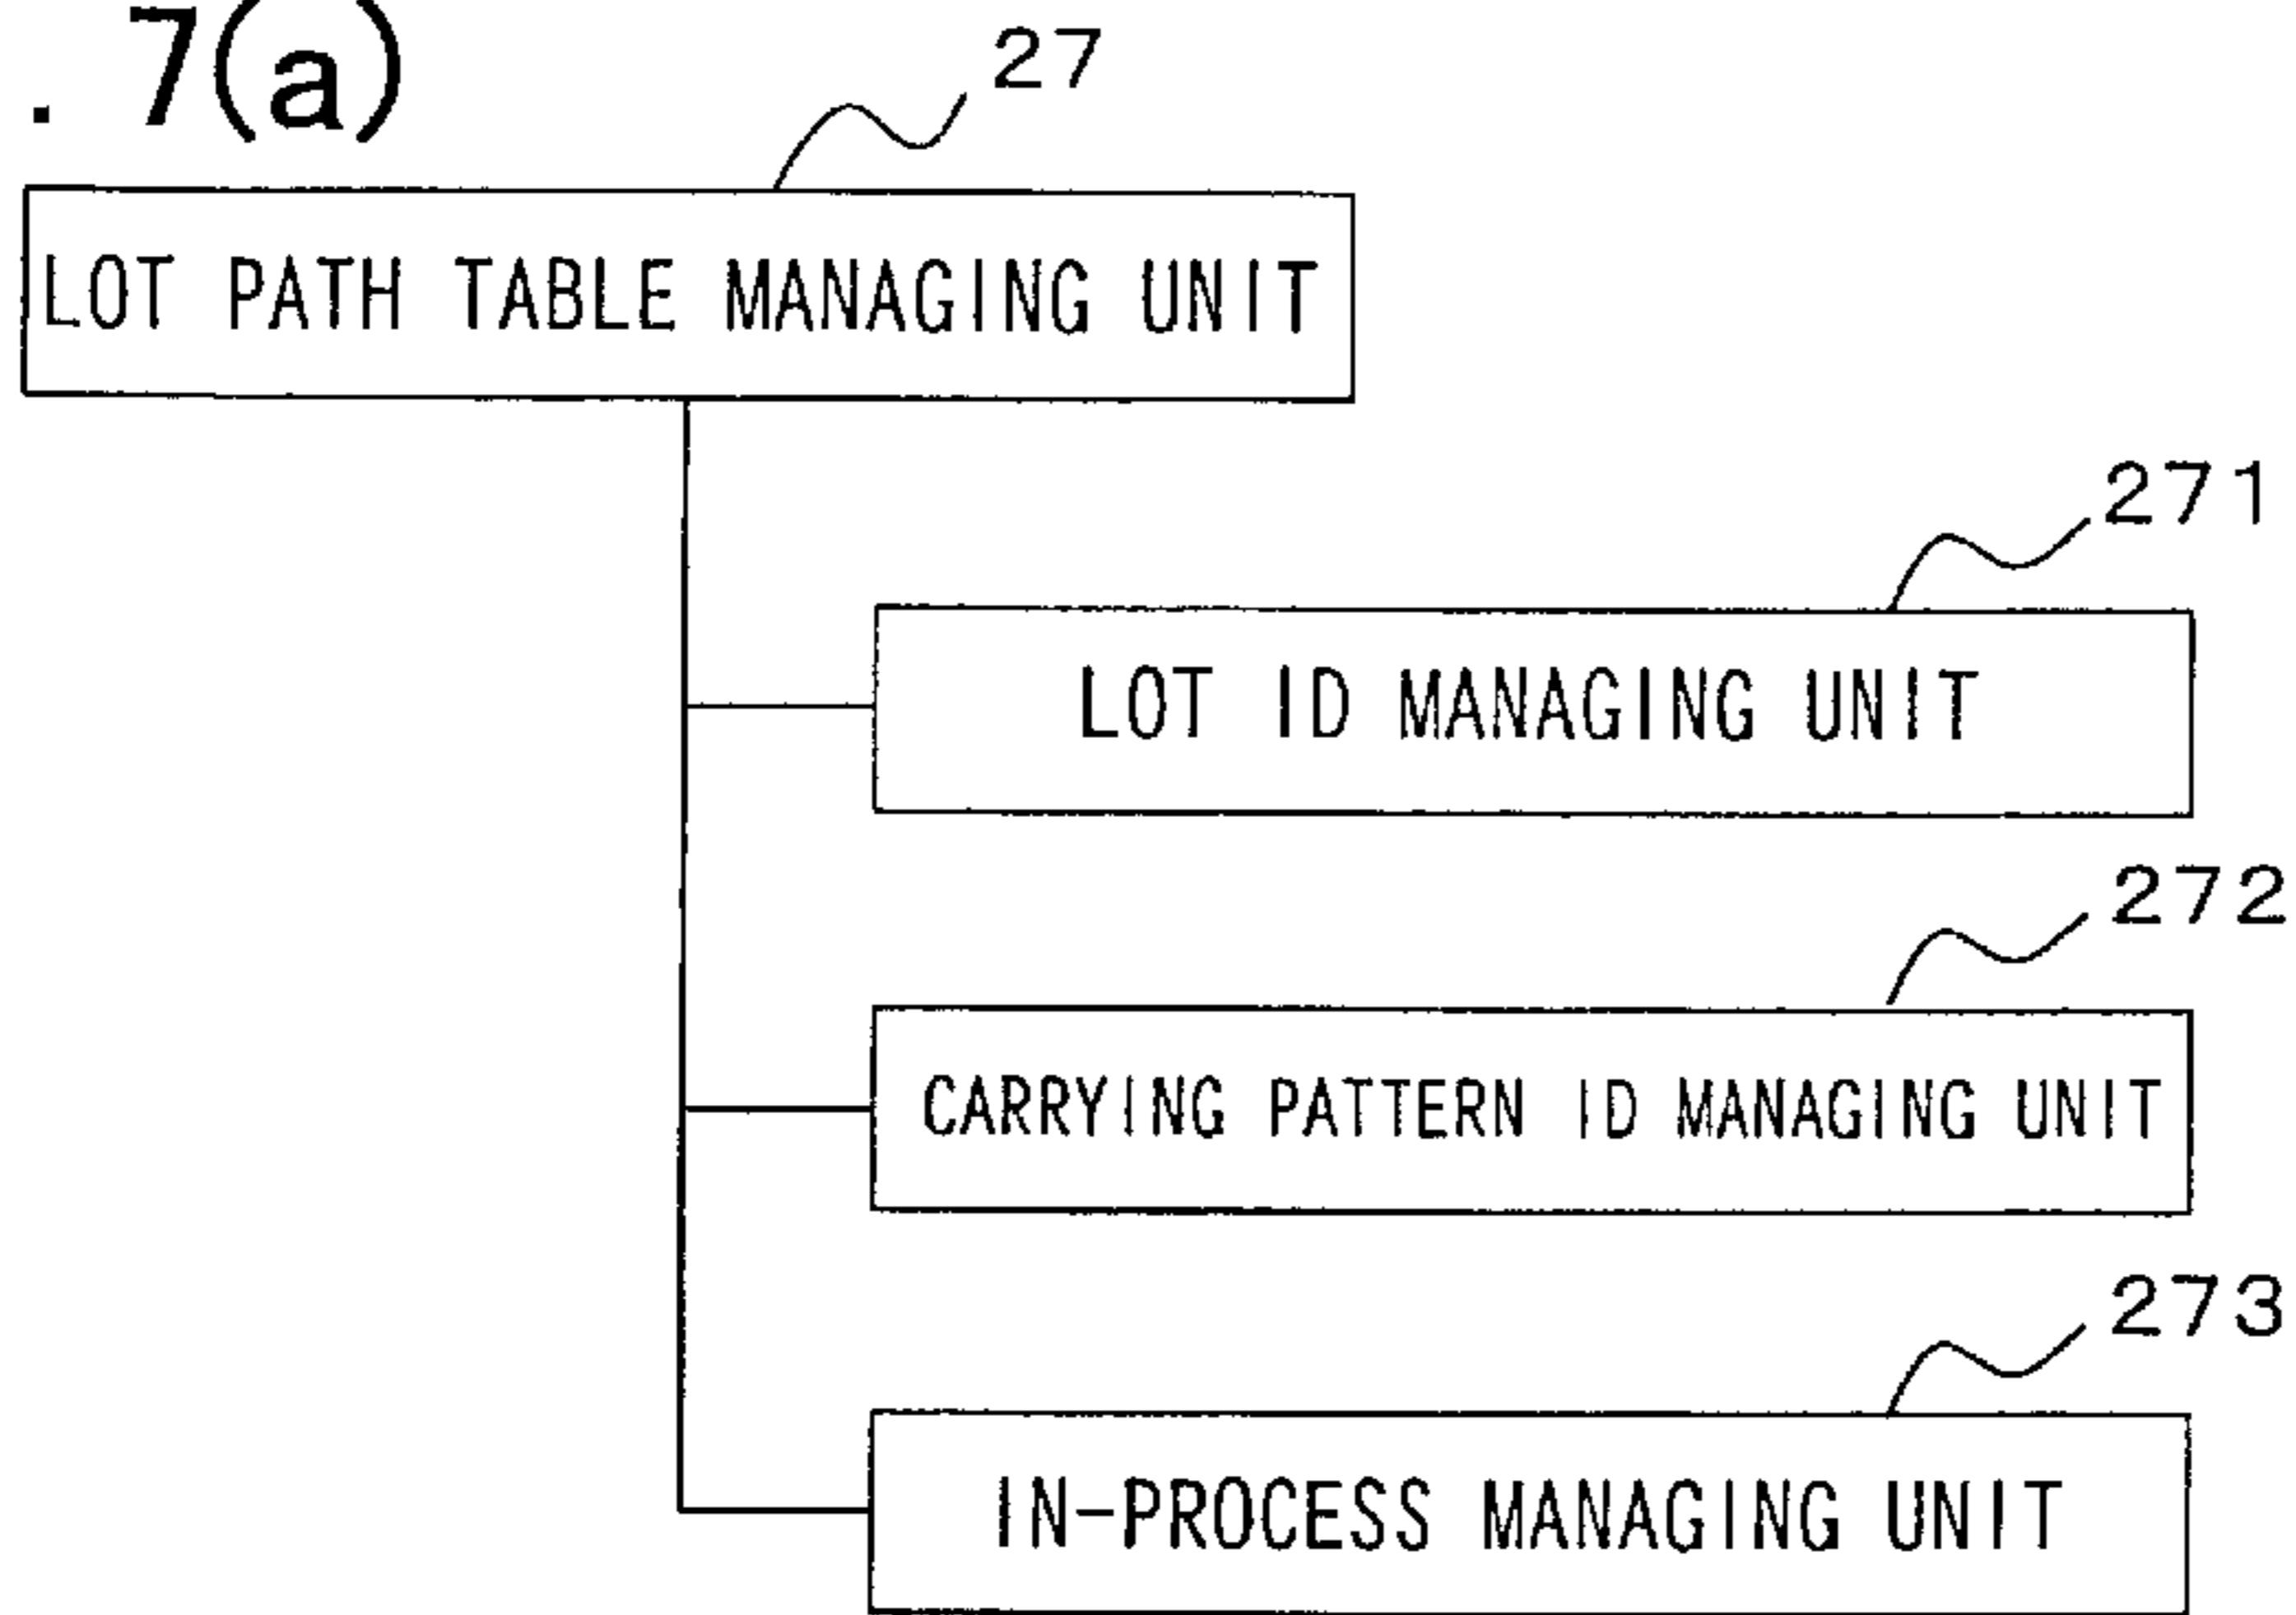 . 7(a)
27
LOT PATH TABLE MANAGING UNIT
271
LOT ID MANAGING UNIT
272
CARRYING PATTERN ID MANAGING UNIT
273
IN-PROCESS MANAGING UNIT